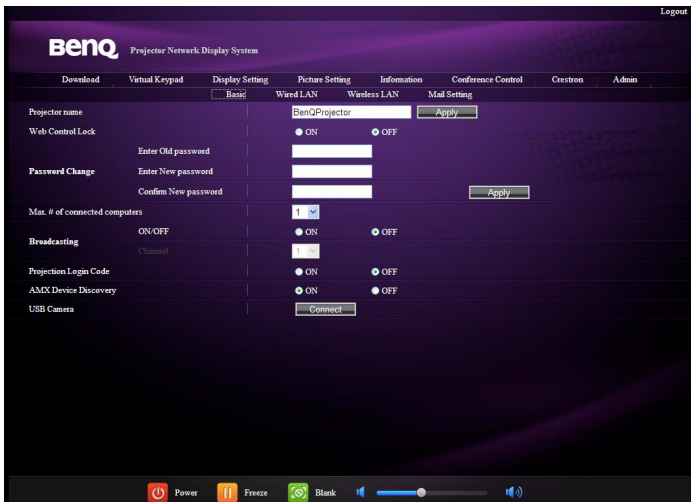 Logout
BenQ Projector Network Display System
Download Virtual Keypad Display Setting Picture Setting Information Conference Control Crestron Admin
Basic Wired LAN Wireless LAN Mail Setting
Projector name BenQProjector Apply
Web Control Lock ON OFF
Enter Old password
Password Change Enter New password
Confirm New password Apply
Max. # of connected computers 1
ON/OFF ON OFF
Broadcasting
Channel 1
Projection Login Code ON OFF
AMX Device Discovery ON OFF
USB Camera Connect
Power Freeze Blank